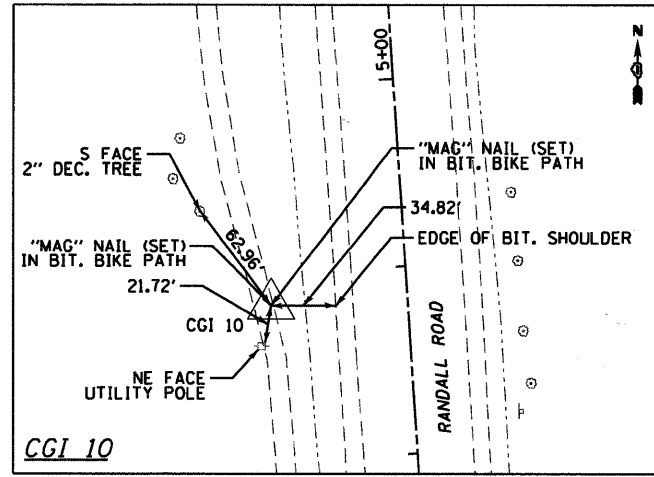 5+00
N
S FACE
2" DEC. TREE
"MAG" NAIL (SET)
IN BIT. BIKE PATH
34.82'
62.96'
EDGE OF BIT. SHOULDER
"MAG" NAIL (SET)
IN BIT. BIKE PATH
21.72'
CGI 10
NE FACE
UTILITY POLE
RANDALL ROAD
CGI 10